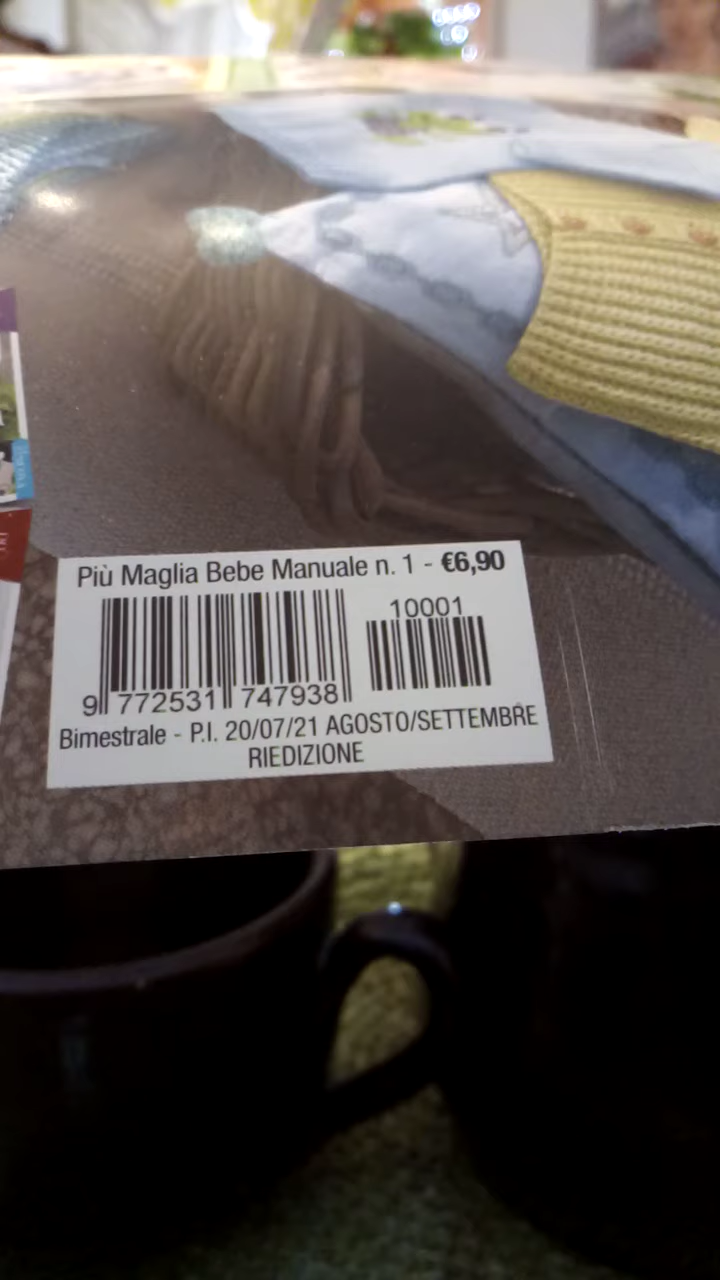 Più Maglia Bebe Manuale n. 1 - €6,90
10001
9 772531 747938
Bimestrale - P.I. 20/07/21 AGOSTO/SETTEMBRE
RIEDIZIONE